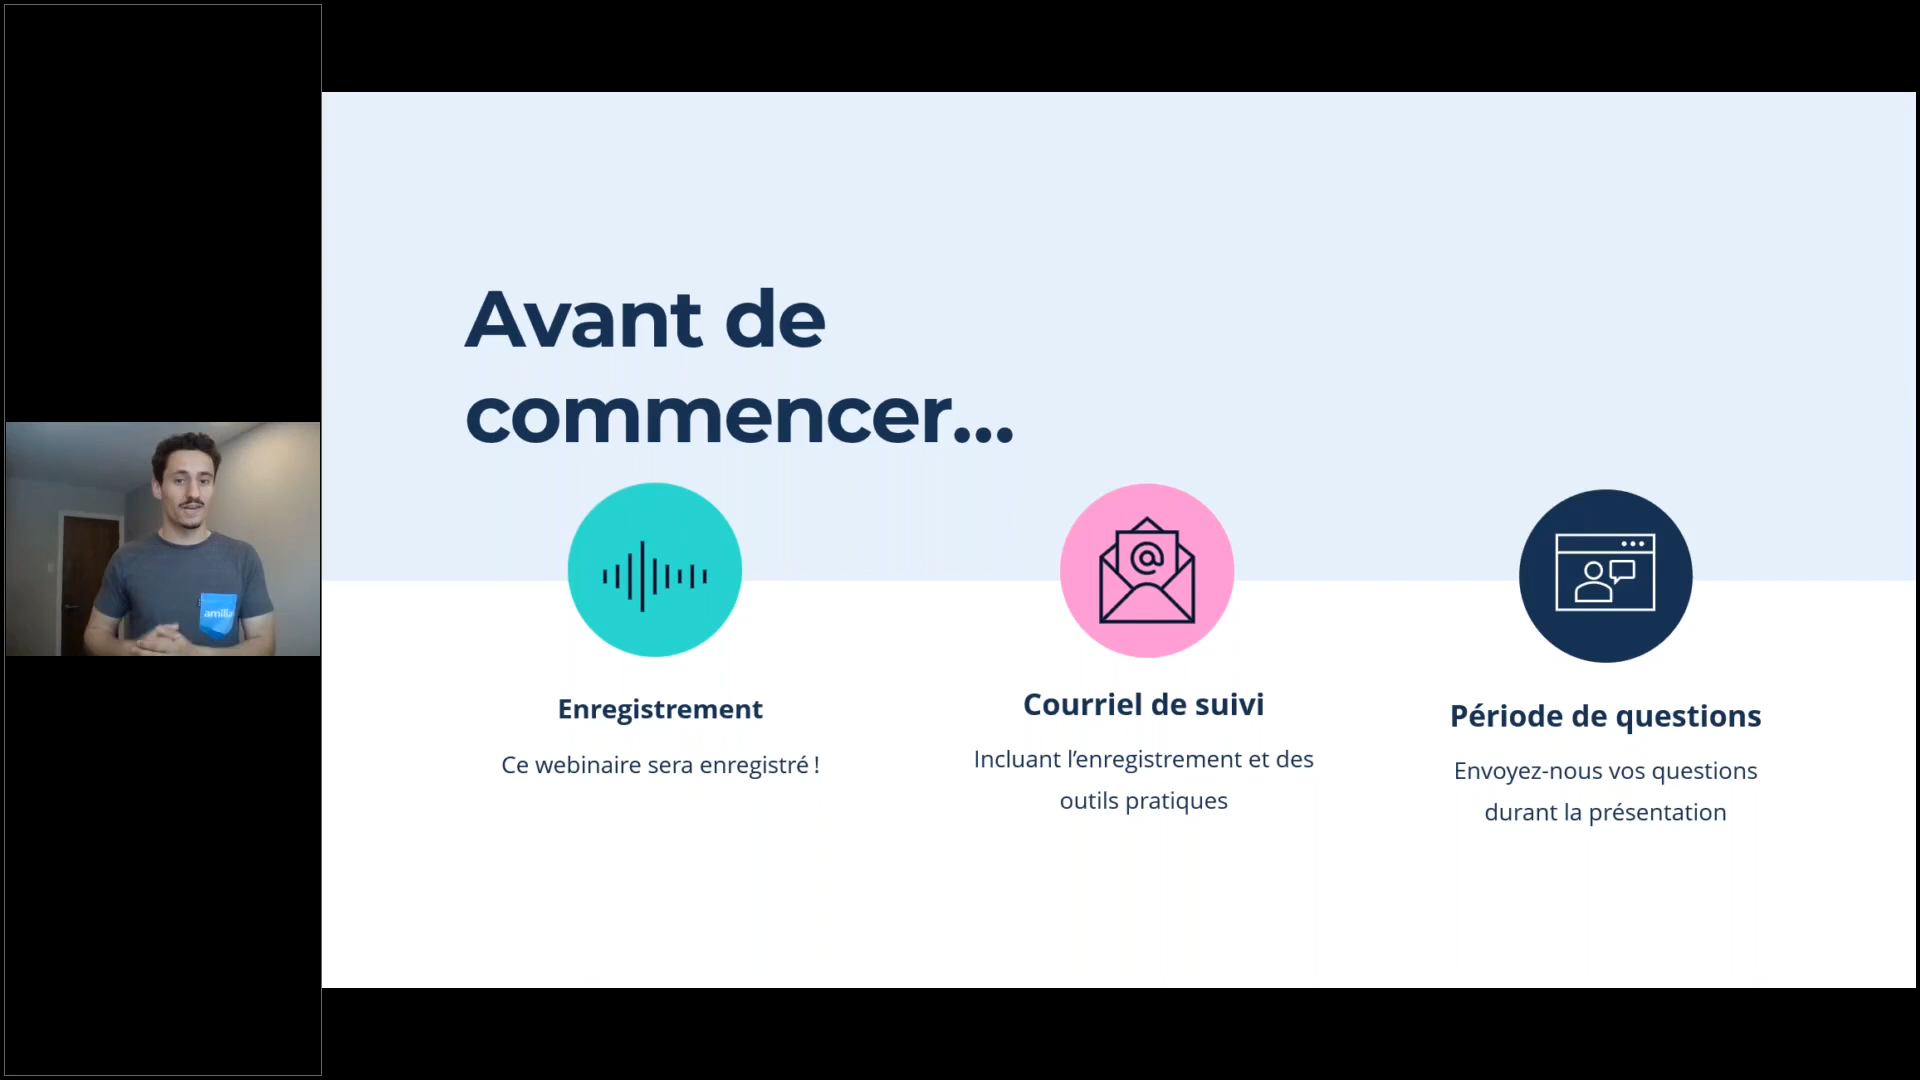 Avant de
commencer...
Enregistrement
Ce webinaire sera enregistré !
Courriel de suivi
Incluant l’enregistrement et des
outils pratiques
Période de questions
Envoyez-nous vos questions
durant la présentation
amilia